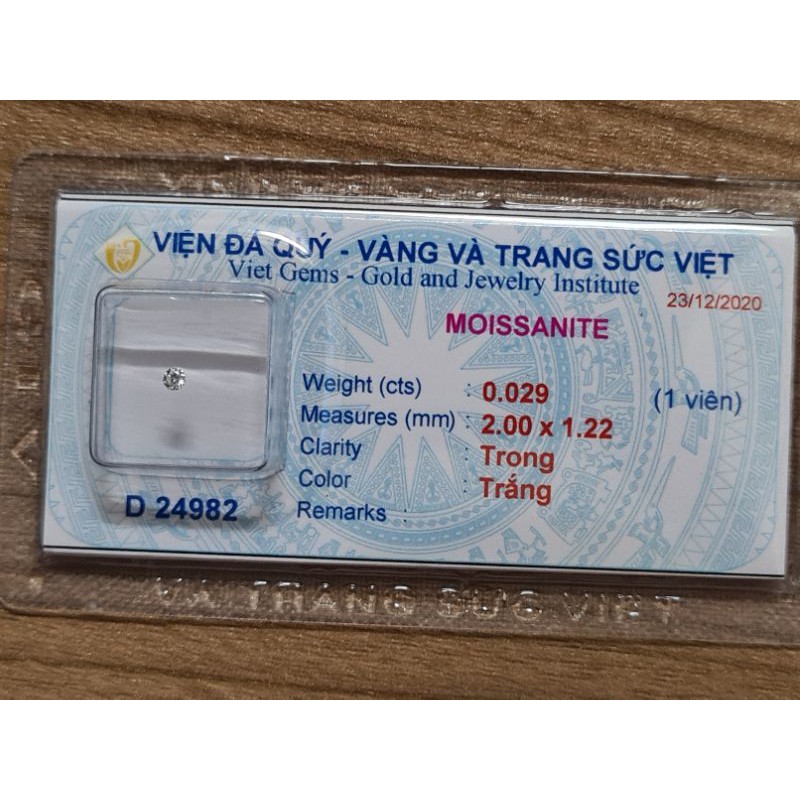 VIỆN ĐÁ QUÝ - VÀNG VÀ TRANG SỨC VIỆT
Viet Gems - Gold and Jewelry Institute
23/12/2020
MOISSANITE
Weight (cts) : 0.029 (1 viên)
Measures (mm) : 2.00 x 1.22
Clarity : Trong
Color : Trắng
Remarks :
D 24982
VÀ TRANG SỨC VIỆT